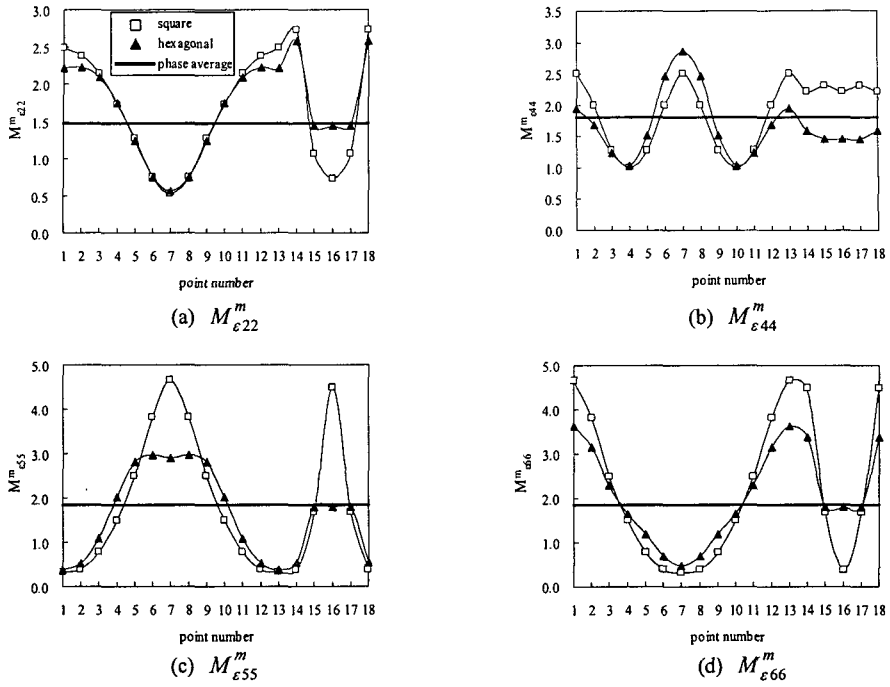 3.0
2.5
2.0
1.5
1.0
0.5
0.0
M^m_ε22
square
hexagonal
phase average
1 2 3 4 5 6 7 8 9 10 11 12 13 14 15 16 17 18
point number
(a) M^m_ε22
3.5
3.0
2.5
2.0
1.5
1.0
0.5
0.0
M^m_ε44
1 2 3 4 5 6 7 8 9 10 11 12 13 14 15 16 17 18
point number
(b) M^m_ε44
5.0
4.0
3.0
2.0
1.0
0.0
M^m_ε55
1 2 3 4 5 6 7 8 9 10 11 12 13 14 15 16 17 18
point number
(c) M^m_ε55
5.0
4.0
3.0
2.0
1.0
0.0
M^m_ε66
1 2 3 4 5 6 7 8 9 10 11 12 13 14 15 16 17 18
point number
(d) M^m_ε66